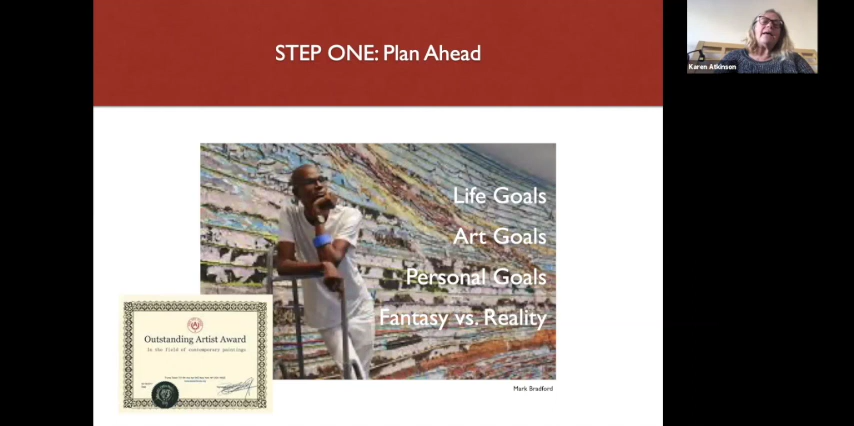 STEP ONE: Plan Ahead
Karen Atkinson
Life Goals
Art Goals
Personal Goals
Fantasy vs. Reality
Outstanding Artist Award
in the field of contemporary paintings
Mark Bradford